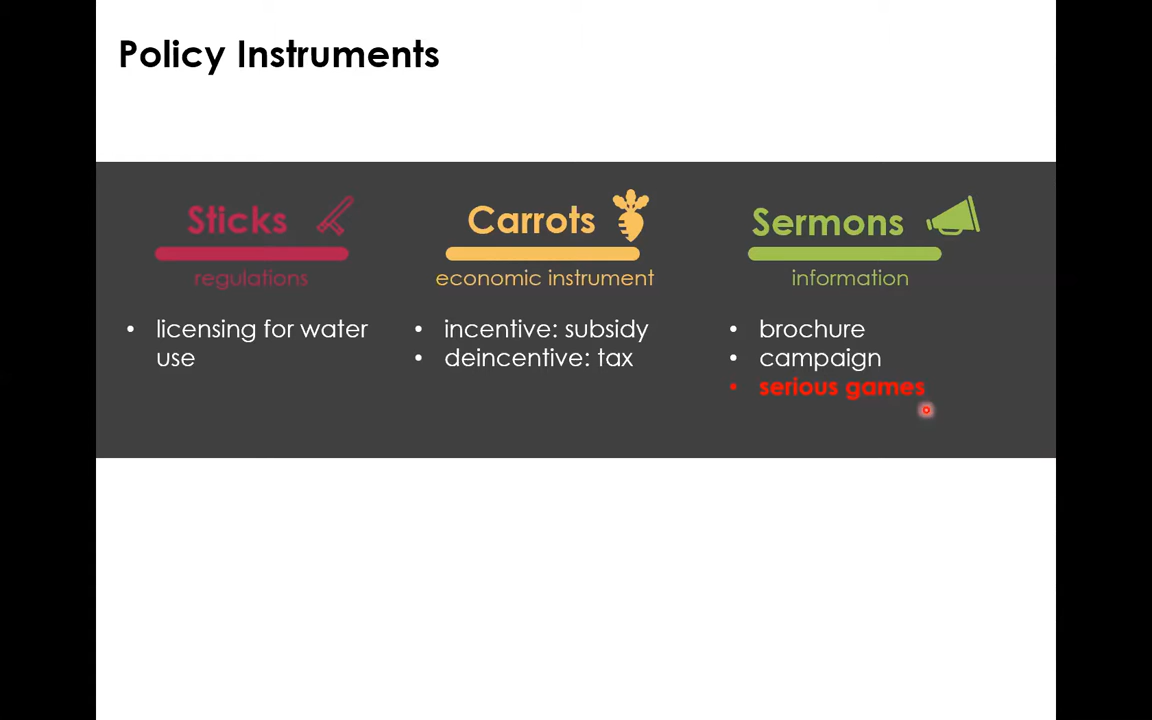 Policy Instruments
Sticks
regulations
• licensing for water
use
Carrots
economic instrument
• incentive: subsidy
• deincentive: tax
Sermons
information
• brochure
• campaign
• serious games